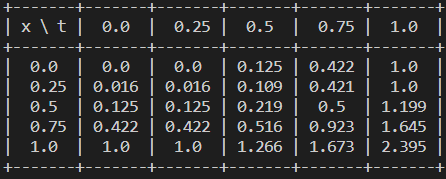 +-------+-------+-------+-------+-------+-------+
| x \ t |  0.0  |  0.25 |  0.5  |  0.75 |  1.0  |
+-------+-------+-------+-------+-------+-------+
|  0.0  |  0.0  |  0.0  | 0.125 | 0.422 |  1.0  |
|  0.25 | 0.016 | 0.016 | 0.109 | 0.421 |  1.0  |
|  0.5  | 0.125 | 0.125 | 0.219 |  0.5  | 1.199 |
|  0.75 | 0.422 | 0.422 | 0.516 | 0.923 | 1.645 |
|  1.0  |  1.0  |  1.0  | 1.266 | 1.673 | 2.395 |
+-------+-------+-------+-------+-------+-------+